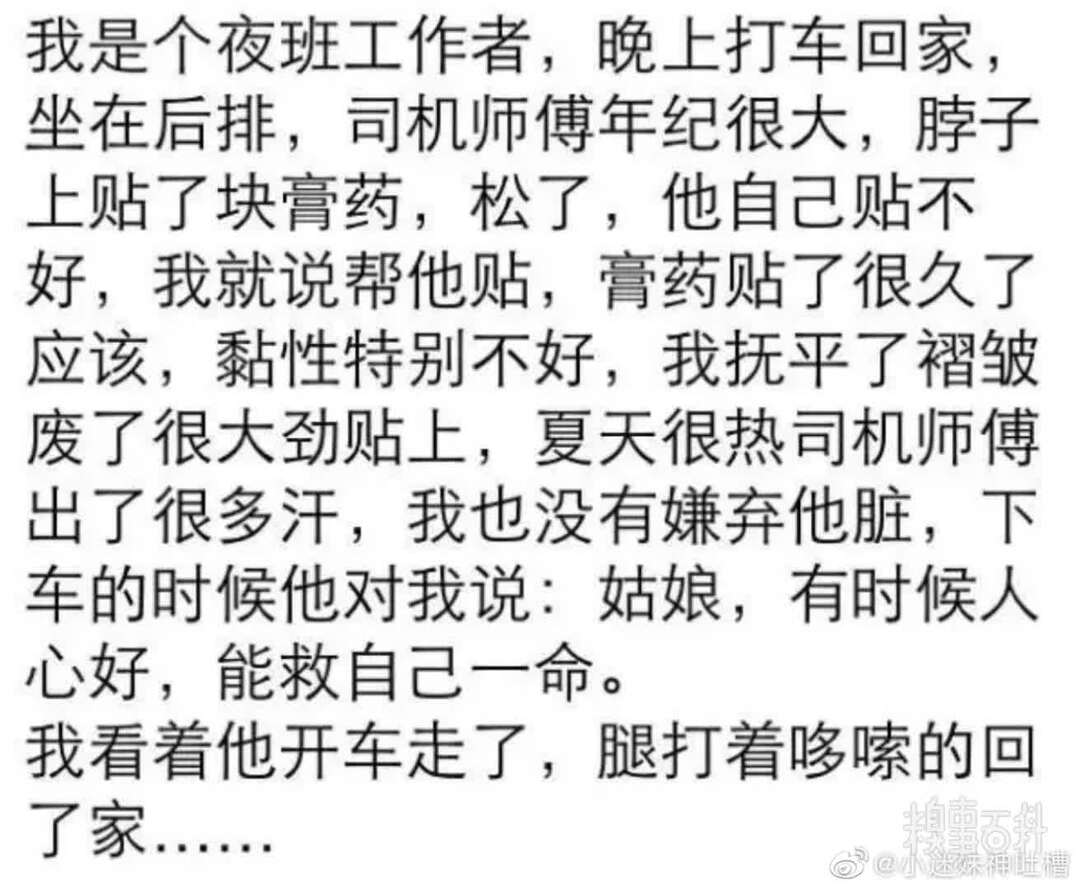 我是个夜班工作者，晚上打车回家，
坐在后排，司机师傅年纪很大，脖子
上贴了块膏药，松了，他自己贴不
好，我就说帮他贴，膏药贴了很久了
应该，黏性特别不好，我抚平了褶皱
废了很大劲贴上，夏天很热司机师傅
出了很多汗，我也没有嫌弃他脏，下
车的时候他对我说：姑娘，有时候人
心好，能救自己一命。
我看着他开车走了，腿打着哆嗦的回
了家……
@小迷妹神吐槽